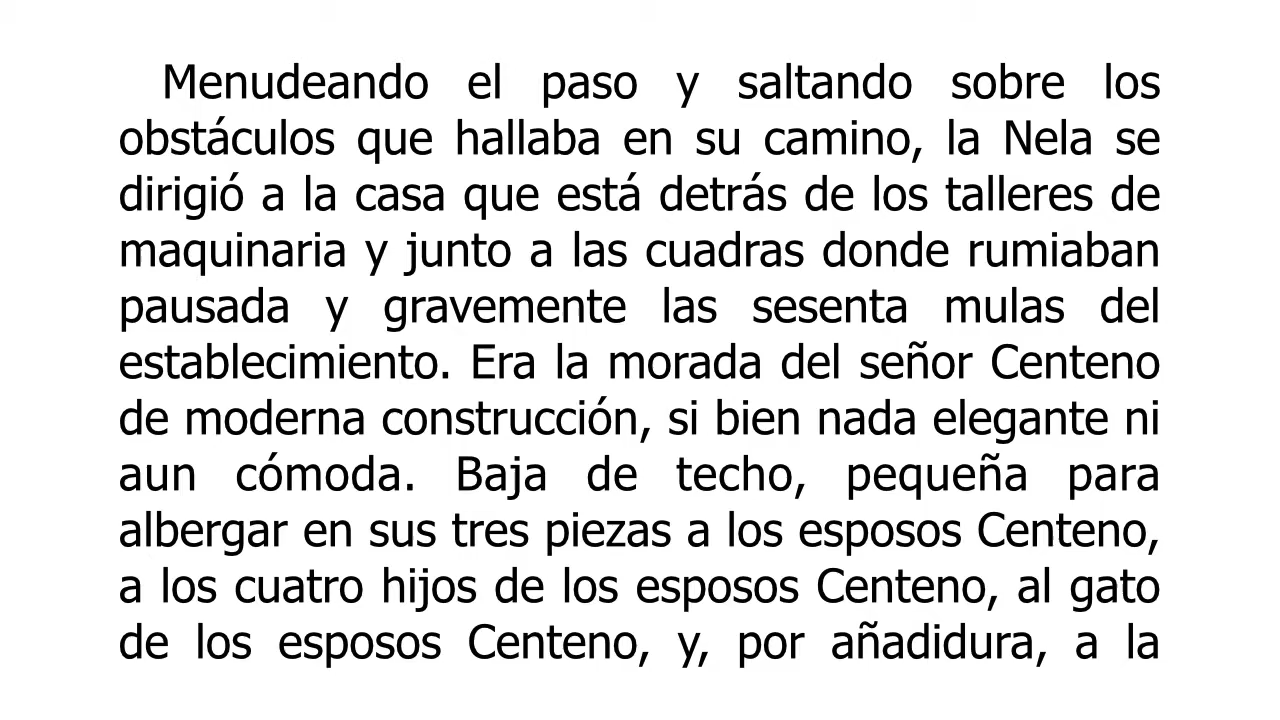 Menudeando el paso y saltando sobre los
obstáculos que hallaba en su camino, la Nela se
dirigió a la casa que está detrás de los talleres de
maquinaria y junto a las cuadras donde rumiaban
pausada y gravemente las sesenta mulas del
establecimiento. Era la morada del señor Centeno
de moderna construcción, si bien nada elegante ni
aun cómoda. Baja de techo, pequeña para
albergar en sus tres piezas a los esposos Centeno,
a los cuatro hijos de los esposos Centeno, al gato
de los esposos Centeno, y, por añadidura, a la